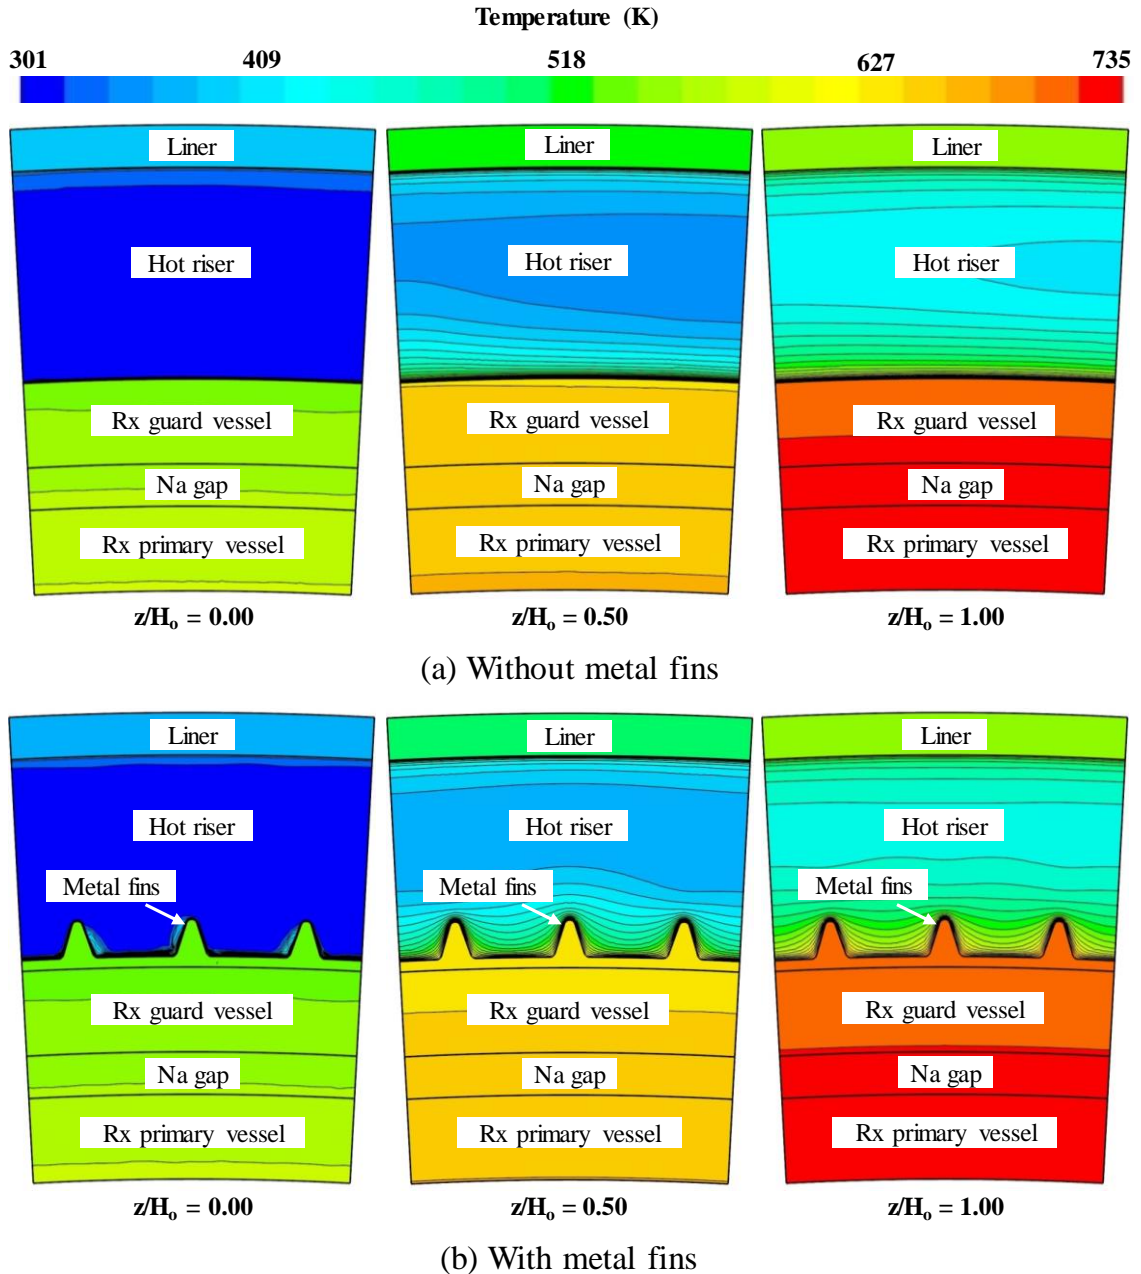 Temperature (K)
301 409 518 627 735
Liner Liner Liner
Hot riser Hot riser Hot riser
Rx guard vessel Rx guard vessel Rx guard vessel
Na gap Na gap Na gap
Rx primary vessel Rx primary vessel Rx primary vessel
z/Hₒ = 0.00 z/Hₒ = 0.50 z/Hₒ = 1.00
(a) Without metal fins
Liner Liner Liner
Hot riser Hot riser Hot riser
Metal fins Metal fins Metal fins
Rx guard vessel Rx guard vessel Rx guard vessel
Na gap Na gap Na gap
Rx primary vessel Rx primary vessel Rx primary vessel
z/Hₒ = 0.00 z/Hₒ = 0.50 z/Hₒ = 1.00
(b) With metal fins